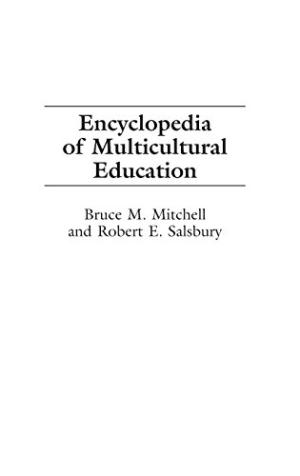 Encyclopedia
of Multicultural
Education
Bruce M. Mitchell
and Robert E. Salsbury